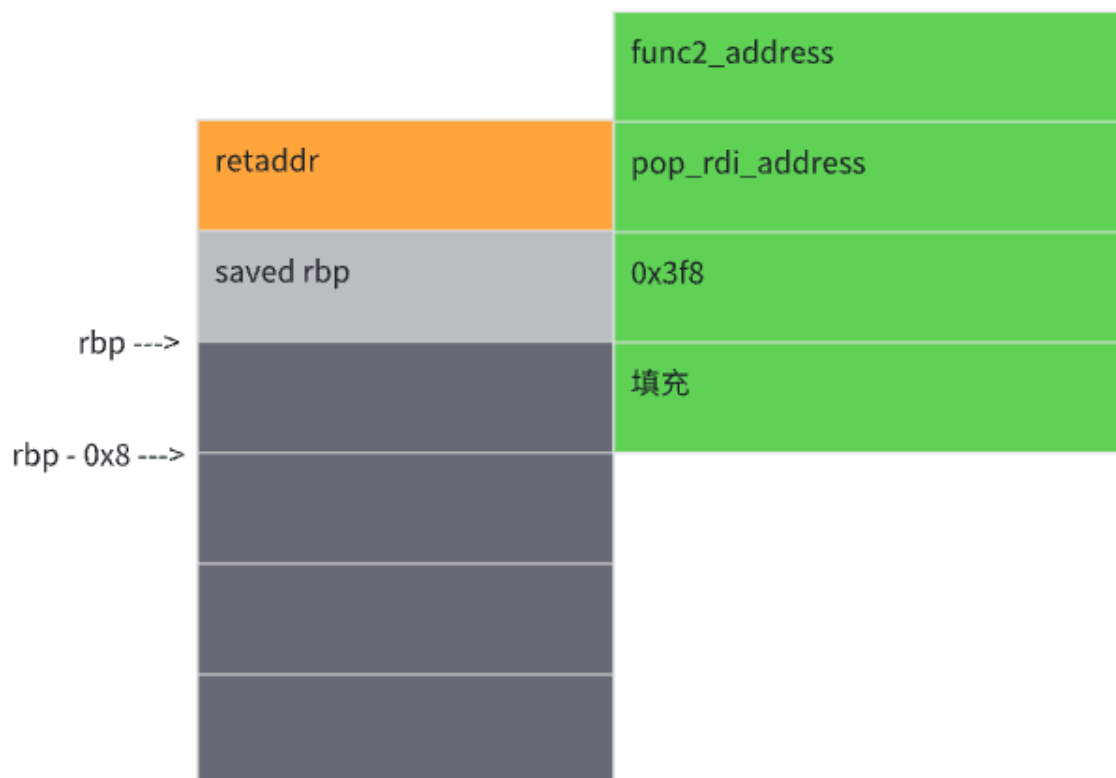 func2_address
retaddr
pop_rdi_address
saved rbp
0x3f8
rbp --->
填充
rbp - 0x8 --->